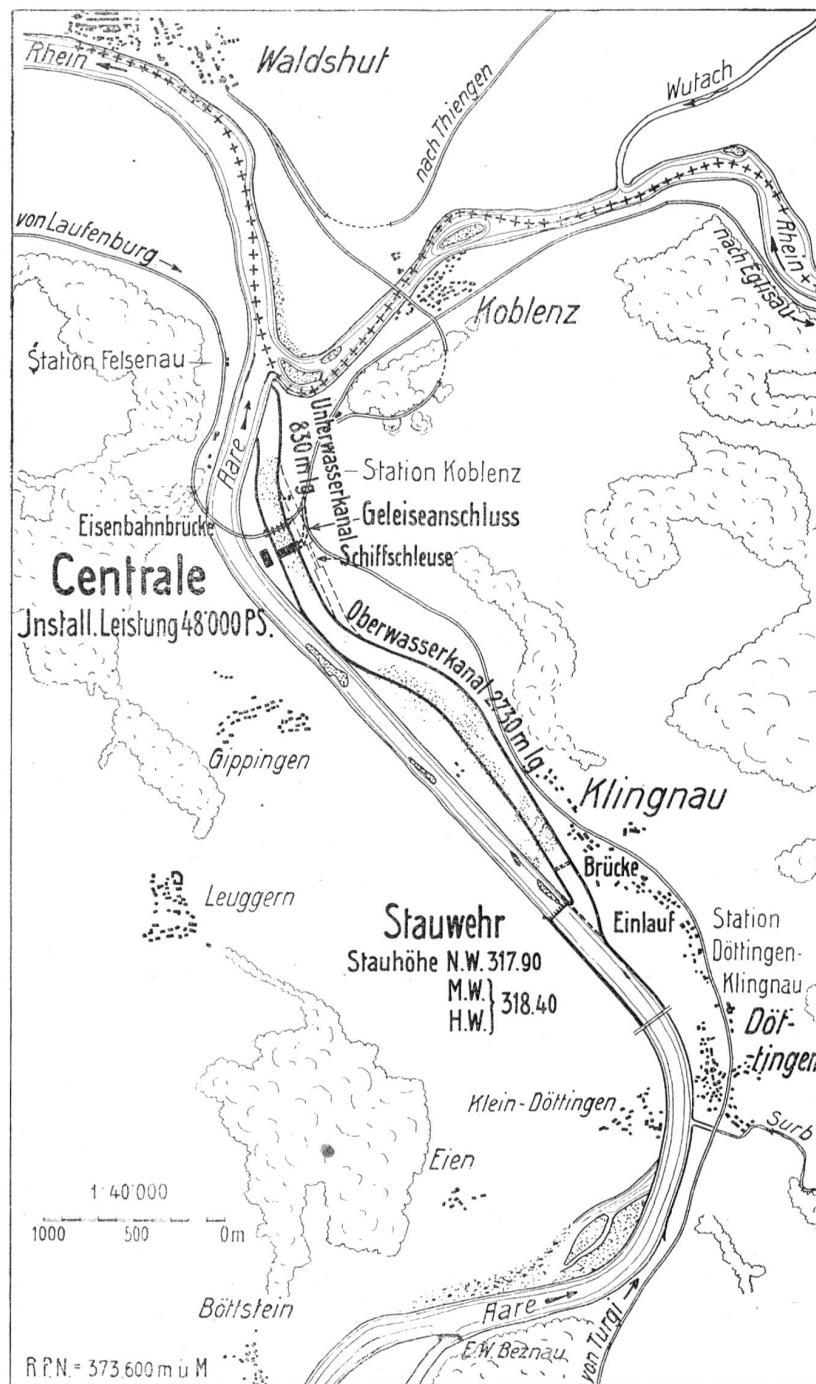 Rhein
Waldshut
Wutach
nach Thiengen
von Laufenburg
Rhein
nach Eglisau
Koblenz
Station Felsenau
Aare
Unterwasserkanal
830 m lg.
Station Koblenz
Geleiseanschluss
Eisenbahnbrücke
Schiffschleuse
Centrale
Jnstall. Leistung 48'000 PS.
Oberwasserkanal 2730 m lg.
Gippingen
Klingnau
Brücke
Leuggern
Stauwehr
Einlauf
Station
Döttingen-
Klingnau
Stauhöhe N.W. 317.90
M.W.
H.W. } 318.40
Döt-
tingen
Klein-Döttingen
Surb
Eien
1:40'000
1000 500 0m
Böttstein
Aare
E.W. Beznau
von Turgi
R.P.N. = 373,600 m ü M